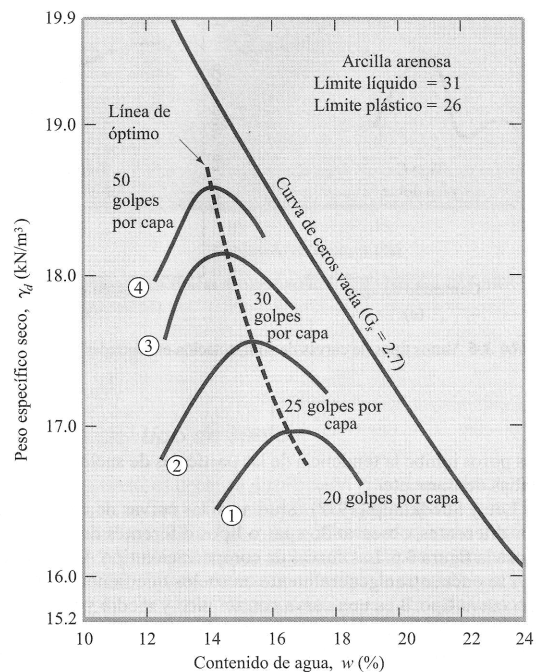 19.9
19.0
18.0
17.0
16.0
15.2
Peso específico seco, γd (kN/m³)
Arcilla arenosa
Límite líquido = 31
Límite plástico = 26
Línea de
óptimo
50
golpes
por capa
Curva de ceros vacía (Gs = 2.7)
4
30
golpes
por capa
3
25 golpes por
capa
2
20 golpes por capa
1
10 12 14 16 18 20 22 24
Contenido de agua, w (%)